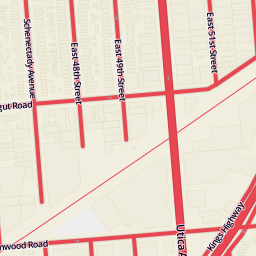 Schenectady Avenue
East 48th Street
East 49th Street
East 51st Street
gut Road
Utica A
Kings Highway
nwood Road